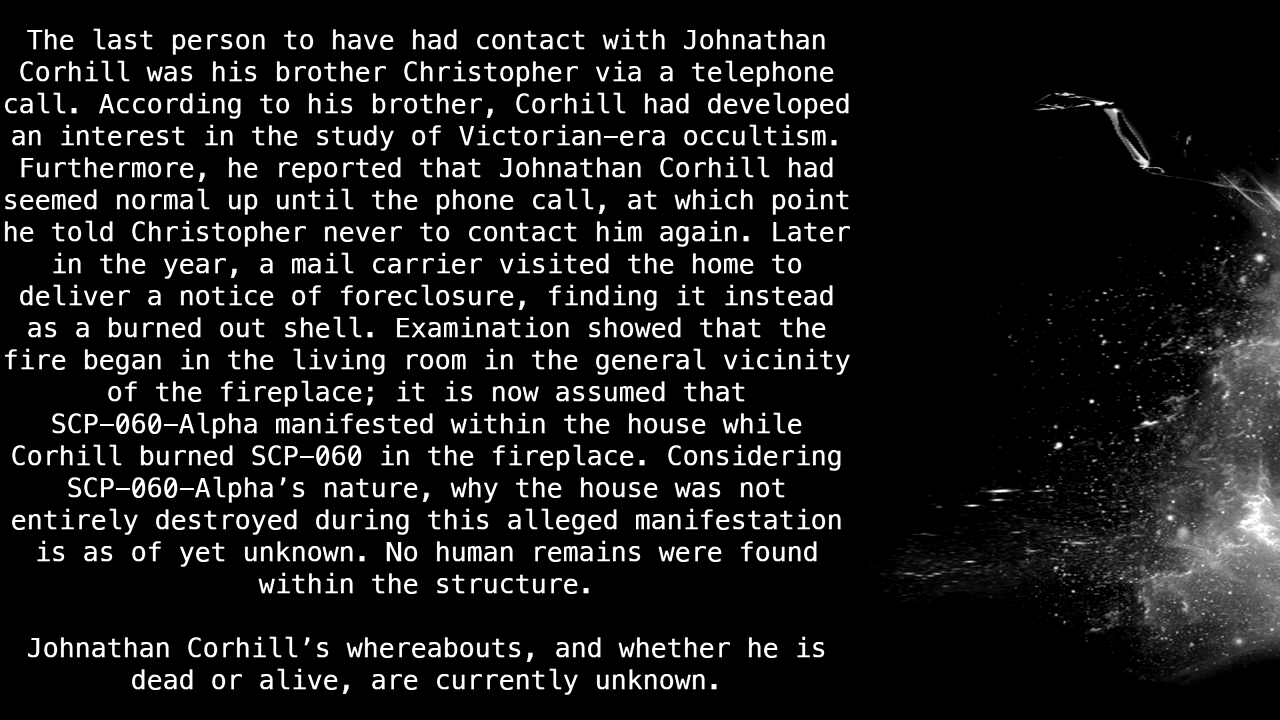 The last person to have had contact with Johnathan
Corhill was his brother Christopher via a telephone
call. According to his brother, Corhill had developed
an interest in the study of Victorian–era occultism.
Furthermore, he reported that Johnathan Corhill had
seemed normal up until the phone call, at which point
he told Christopher never to contact him again. Later
in the year, a mail carrier visited the home to
deliver a notice of foreclosure, finding it instead
as a burned out shell. Examination showed that the
fire began in the living room in the general vicinity
of the fireplace; it is now assumed that
SCP–060–Alpha manifested within the house while
Corhill burned SCP–060 in the fireplace. Considering
SCP–060–Alpha’s nature, why the house was not
entirely destroyed during this alleged manifestation
is as of yet unknown. No human remains were found
within the structure.
Johnathan Corhill’s whereabouts, and whether he is
dead or alive, are currently unknown.